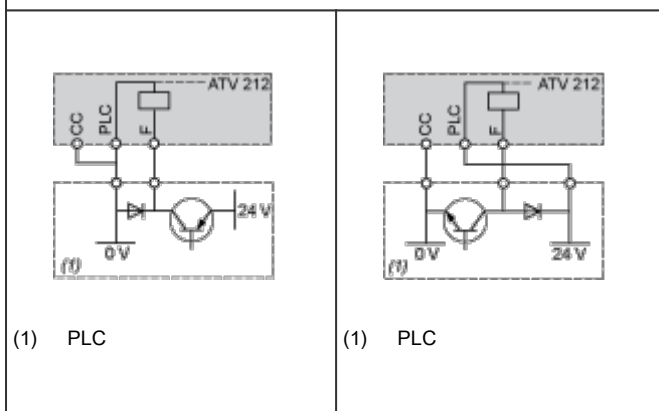 ATV 212
CC
PLC
F
24 V
0 V
(1)
(1) PLC
ATV 212
CC
PLC
F
0 V
24 V
(1)
(1) PLC